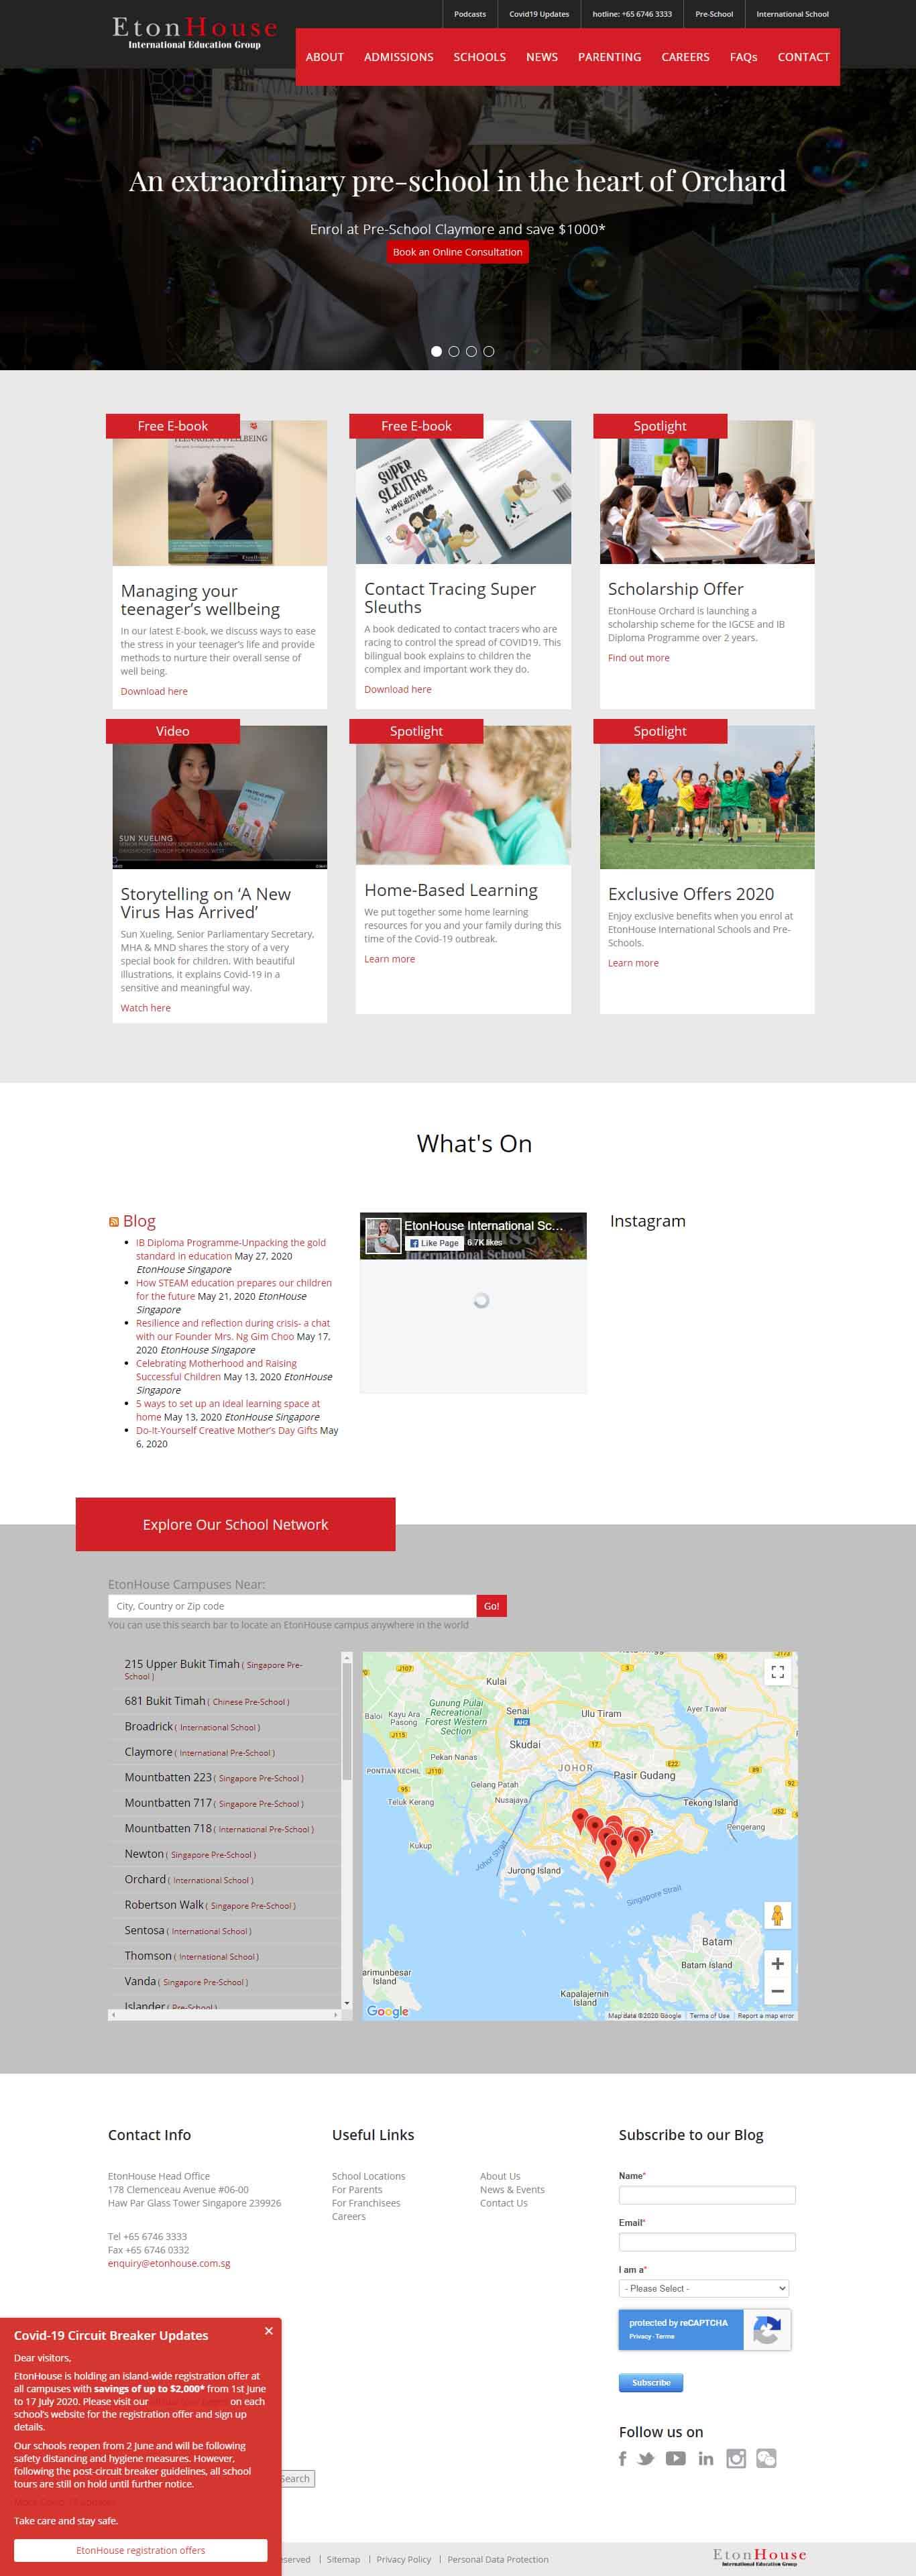 EtonHouse
International Education Group
Podcasts
Covid19 Updates
hotline: +65 6746 3333
Pre-School
International School
ABOUT
ADMISSIONS
SCHOOLS
NEWS
PARENTING
CAREERS
FAQs
CONTACT
An extraordinary pre-school in the heart of Orchard
Enrol at Pre-School Claymore and save $1000*
Book an Online Consultation
Free E-book
Managing your
teenager’s wellbeing
In our latest E-book, we discuss ways to ease
the stress in your teenager’s life and provide
methods to nurture their overall sense of
well being.
Download here
Free E-book
SUPER
SLEUTHS
Contact Tracing Super
Sleuths
A book dedicated to contact tracers who are
racing to control the spread of COVID19. This
bilingual book explains to children the
complex and important work they do.
Download here
Spotlight
Scholarship Offer
EtonHouse Orchard is launching a
scholarship scheme for the IGCSE and IB
Diploma Programme over 2 years.
Find out more
Video
SUN XUELING
Storytelling on ‘A New
Virus Has Arrived’
Sun Xueling, Senior Parliamentary Secretary,
MHA & MND shares the story of a very
special book for children. With beautiful
illustrations, it explains Covid-19 in a
sensitive and meaningful way.
Watch here
Spotlight
Home-Based Learning
We put together some home learning
resources for you and your family during this
time of the Covid-19 outbreak.
Learn more
Spotlight
Exclusive Offers 2020
Enjoy exclusive benefits when you enrol at
EtonHouse International Schools and Pre-
Schools.
Learn more
What's On
Blog
IB Diploma Programme-Unpacking the gold
standard in education May 27, 2020
EtonHouse Singapore
How STEAM education prepares our children
for the future May 21, 2020 EtonHouse
Singapore
Resilience and reflection during crisis- a chat
with our Founder Mrs. Ng Gim Choo May 17,
2020 EtonHouse Singapore
Celebrating Motherhood and Raising
Successful Children May 13, 2020 EtonHouse
Singapore
5 ways to set up an ideal learning space at
home May 13, 2020 EtonHouse Singapore
Do-It-Yourself Creative Mother’s Day Gifts May
6, 2020
EtonHouse International Sc…
Like Page
6.7K likes
International School
Instagram
Explore Our School Network
EtonHouse Campuses Near:
City, Country or Zip code
Go!
You can use this search bar to locate an EtonHouse campus anywhere in the world
215 Upper Bukit Timah ( Singapore Pre-
School )
681 Bukit Timah ( Chinese Pre-School )
Broadrick ( International School )
Claymore ( International Pre-School )
Mountbatten 223 ( Singapore Pre-School )
Mountbatten 717 ( Singapore Pre-School )
Mountbatten 718 ( International Pre-School )
Newton ( Singapore Pre-School )
Orchard ( International School )
Robertson Walk ( Singapore Pre-School )
Sentosa ( International School )
Thomson ( International School )
Vanda ( Singapore Pre-School )
Islander ( Pre-School )
J107
Kulai
Layang
Bator
Kayu Ara
Pasong
Gunung Pulai
Recreational
Forest Western
Section
Senai
AH2
Ulu Tiram
Ayer Tawar
J115
Skudai
17
Pekan Nanas
JOHOR
E22
PONTIAN KECHIL
J110
Gelang Patah
Pasir Gudang
92
95
Teluk Kerang
Nusajaya
Tekong Island
J52
Pengerang
Kukup
Johor Strait
Jurong Island
Singapore Strait
Batam
Batam Island
arimunbesar
Island
Kapalajernih
Island
Google
Map data ©2020 Google
Terms of Use
Report a map error
Contact Info
EtonHouse Head Office
178 Clemenceau Avenue #06-00
Haw Par Glass Tower Singapore 239926
Tel +65 6746 3333
Fax +65 6746 0332
enquiry@etonhouse.com.sg
Useful Links
School Locations
For Parents
For Franchisees
Careers
About Us
News & Events
Contact Us
Subscribe to our Blog
Name*
Email*
I am a*
- Please Select -
protected by reCAPTCHA
Privacy - Terms
Subscribe
Follow us on
Search
Covid-19 Circuit Breaker Updates
×
Dear visitors,
EtonHouse is holding an island-wide registration offer at
all campuses with savings of up to $2,000* from 1st June
to 17 July 2020. Please visit our on each
school’s website for the registration offer and sign up
details.
Our schools reopen from 2 June and will be following
safety distancing and hygiene measures. However,
following the post-circuit breaker guidelines, all school
tours are still on hold until further notice.
Take care and stay safe.
EtonHouse registration offers
Sitemap
Privacy Policy
Personal Data Protection
EtonHouse
International Education Group